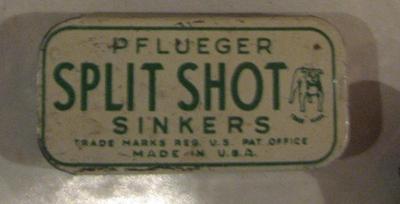 PFLUEGER
SPLIT SHOT
SINKERS
TRADE MARKS REG. U.S. PAT. OFFICE
MADE IN U.S.A.